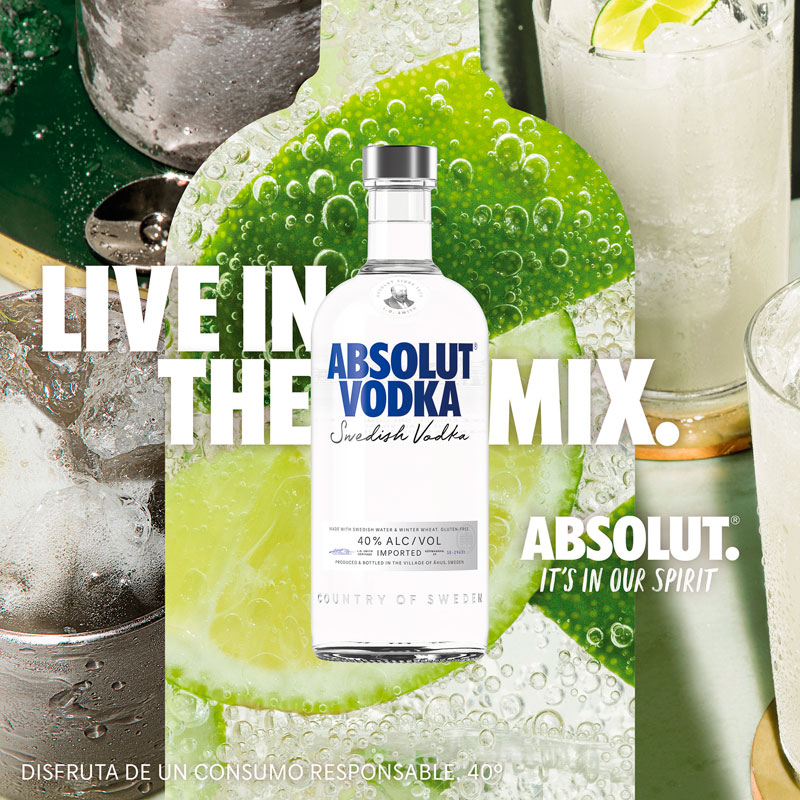 LIVE IN
THE MIX.
ABSOLUT®
VODKA
Swedish Vodka
MADE WITH SWEDISH WATER & WINTER WHEAT, GLUTEN-FREE
40% ALC/VOL
IMPORTED
PRODUCED & BOTTLED IN THE VILLAGE OF ÅHUS, SWEDEN
COUNTRY OF SWEDEN
ABSOLUT.®
IT'S IN OUR SPIRIT
DISFRUTA DE UN CONSUMO RESPONSABLE. 40º